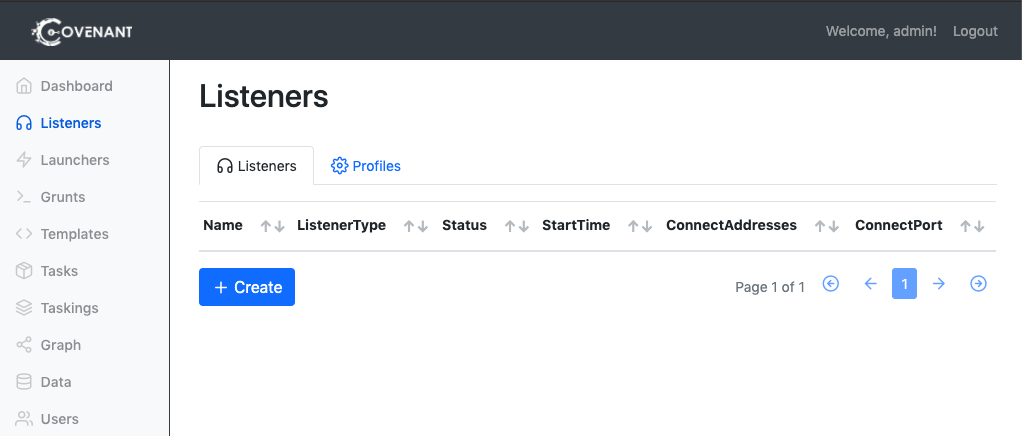 COVENANT
Welcome, admin! Logout
Dashboard
Listeners
Launchers
Grunts
Templates
Tasks
Taskings
Graph
Data
Users
Listeners
Listeners Profiles
Name ListenerType Status StartTime ConnectAddresses ConnectPort
+ Create
Page 1 of 1 1